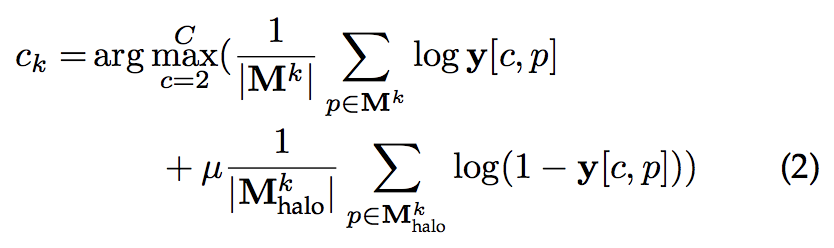 c_k = arg max_{c=2}^{C} ( \frac{1}{|\mathbf{M}^k|} \sum_{p \in \mathbf{M}^k} \log \mathbf{y}[c, p]
+ \mu \frac{1}{|\mathbf{M}^k_{\text{halo}}|} \sum_{p \in \mathbf{M}^k_{\text{halo}}} \log(1 - \mathbf{y}[c, p])) (2)